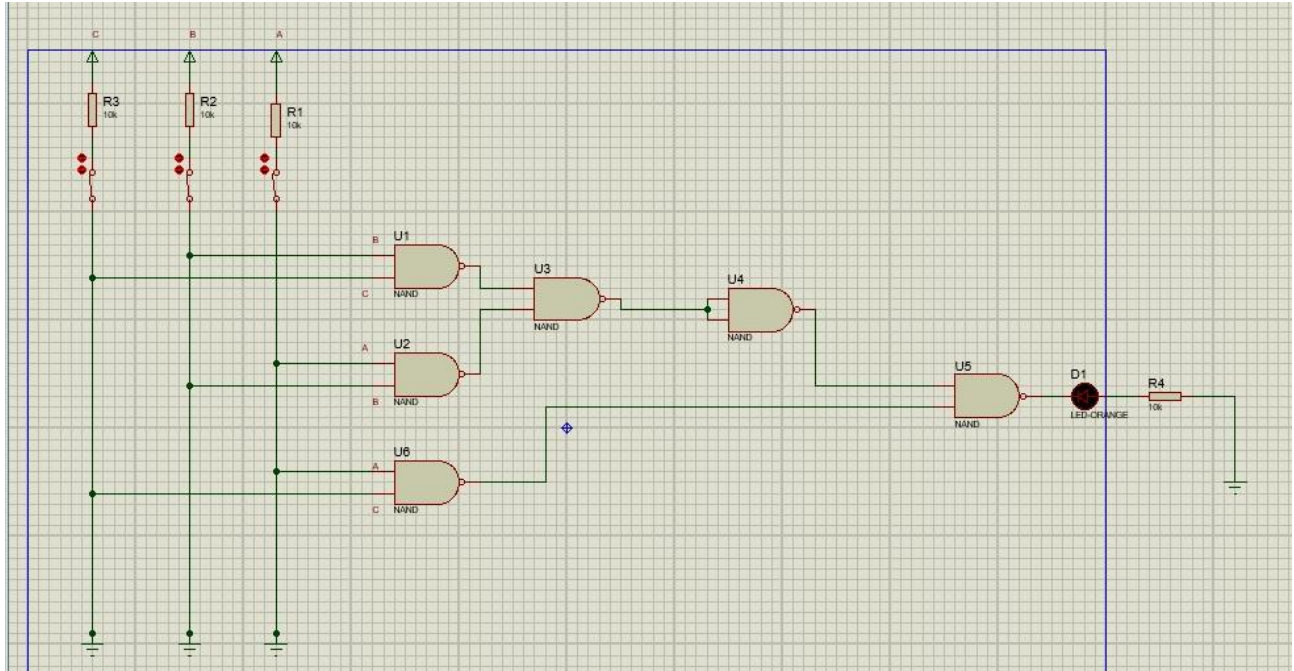 C
B
A
R3
10k
R2
10k
R1
10k
B
U1
C
NAND
U3
NAND
U4
NAND
A
U2
B
NAND
U5
NAND
D1
LED-ORANGE
R4
10k
A
U6
C
NAND